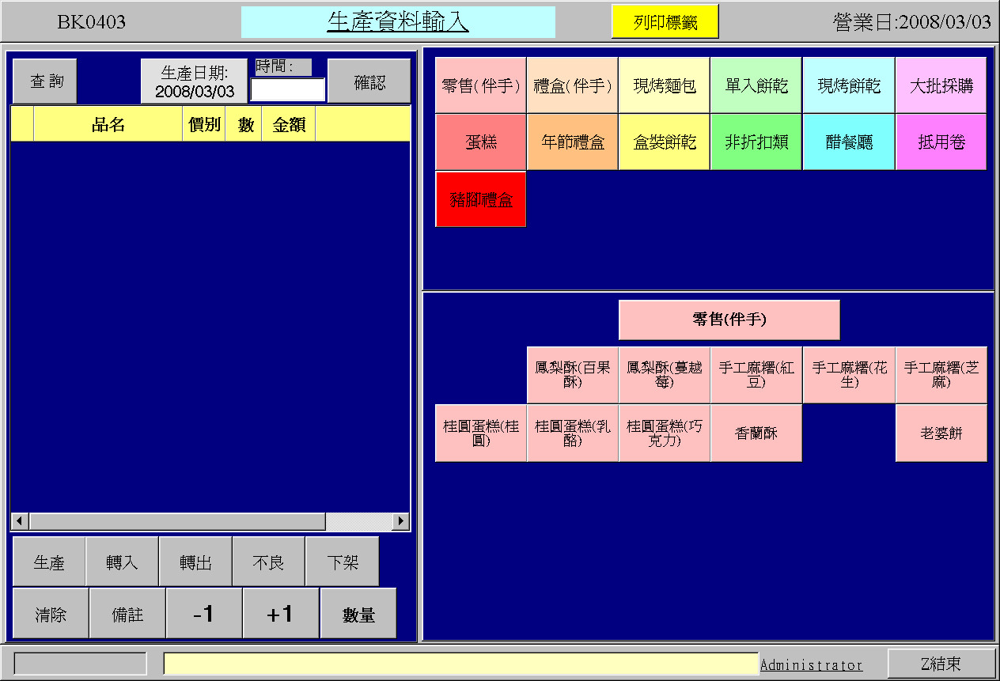 BK0403
生產資料輸入
列印標籤
營業日:2008/03/03
查 詢
生產日期:
2008/03/03
時間:
確認
品名 價別 數 金額
零售(伴手)
禮盒(伴手)
現烤麵包
單入餅乾
現烤餅乾
大批採購
蛋糕
年節禮盒
盒裝餅乾
非折扣類
醋餐廳
抵用卷
豬腳禮盒
零售(伴手)
鳳梨酥(百果
酥)
鳳梨酥(蔓越
莓)
手工麻糬(紅
豆)
手工麻糬(花
生)
手工麻糬(芝
麻)
桂圓蛋糕(桂
圓)
桂圓蛋糕(乳
酪)
桂圓蛋糕(巧
克力)
香蘭酥
老婆餅
生產
轉入
轉出
不良
下架
清除
備註
-1
+1
數量
Administrator
Z結束